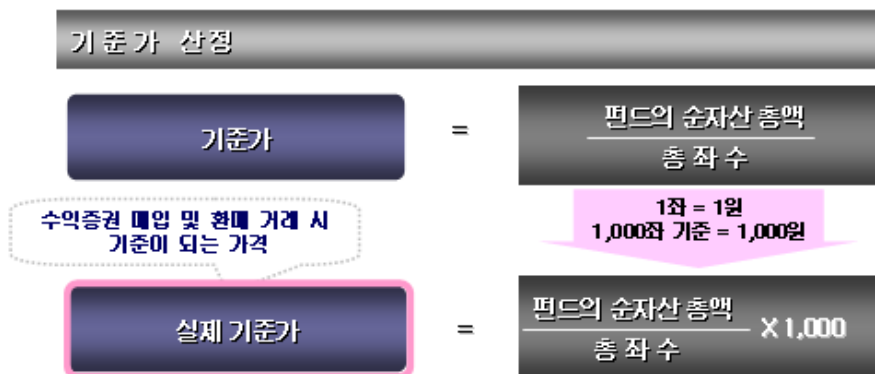 기준가 산정
기준가
=
펀드의 순자산 총액
총 좌 수
수익증권 매입 및 환매 거래 시
기준이 되는 가격
1좌 = 1원
1,000좌 기준 = 1,000원
실제 기준가
=
펀드의 순자산 총액
총 좌 수
X 1,000